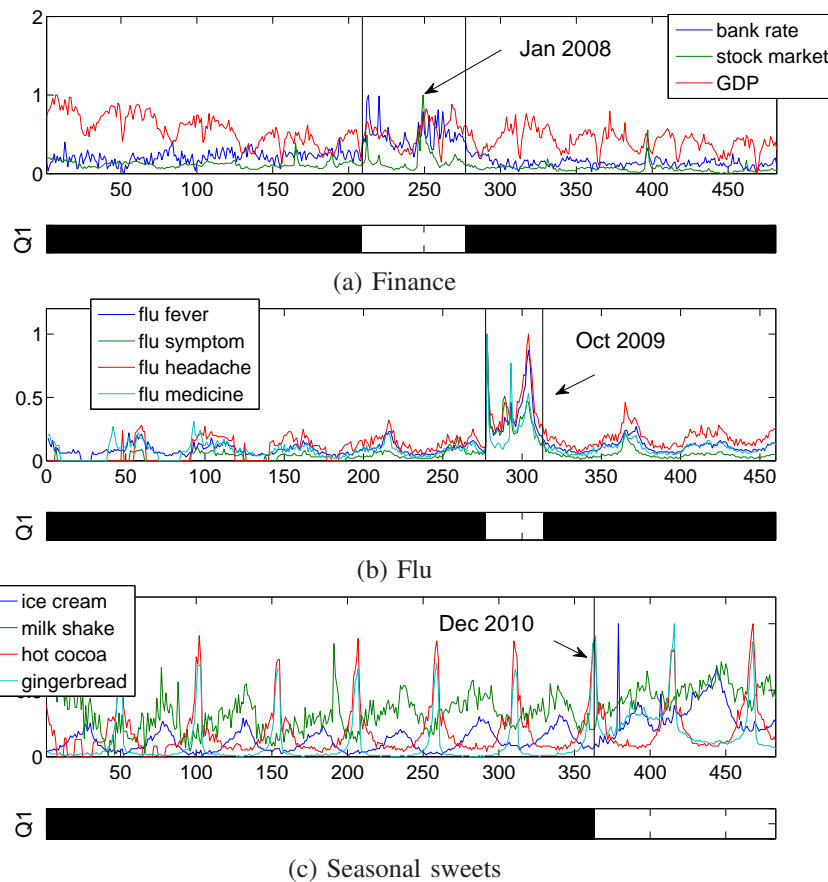 2
1
0
50 100 150 200 250 300 350 400 450
Jan 2008
bank rate
stock market
GDP
Q1
(a) Finance
flu fever
flu symptom
flu headache
flu medicine
1
0.5
0
0 50 100 150 200 250 300 350 400 450
Oct 2009
Q1
(b) Flu
ice cream
milk shake
hot cocoa
gingerbread
Dec 2010
0
50 100 150 200 250 300 350 400 450
Q1
(c) Seasonal sweets